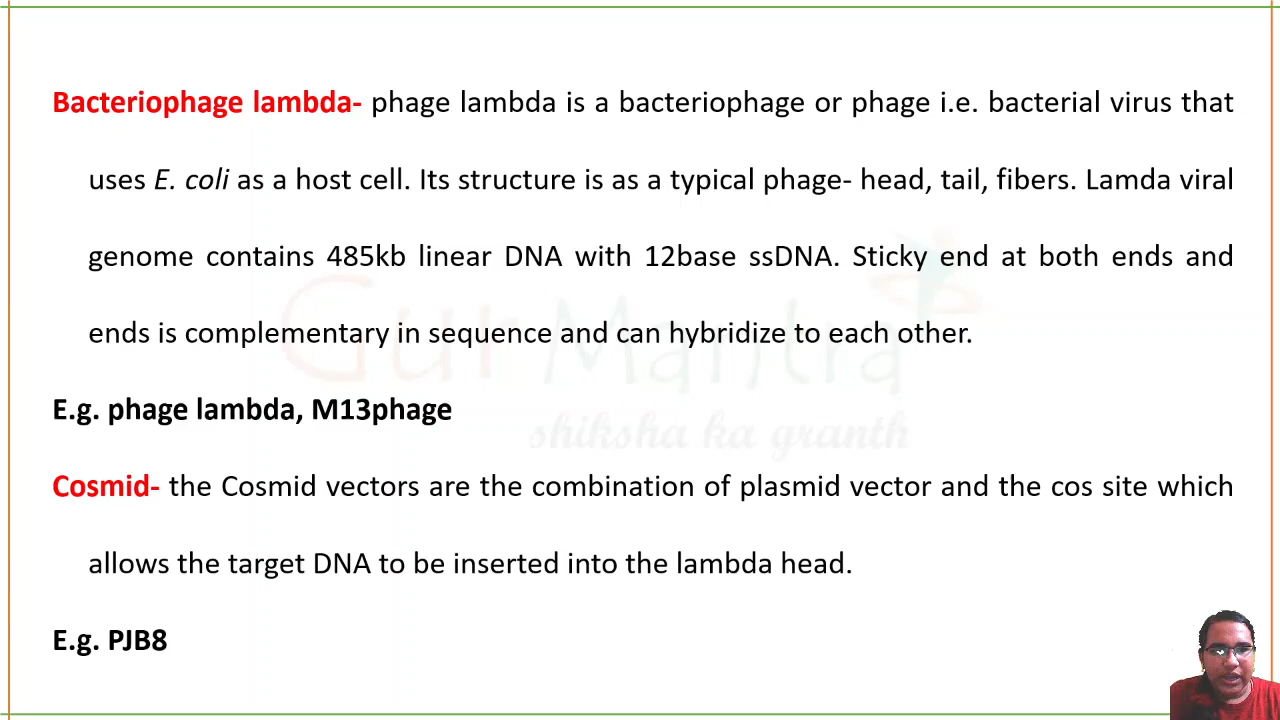 Bacteriophage lambda- phage lambda is a bacteriophage or phage i.e. bacterial virus that
uses E. coli as a host cell. Its structure is as a typical phage- head, tail, fibers. Lamda viral
genome contains 485kb linear DNA with 12base ssDNA. Sticky end at both ends and
Gur Mantra
ends is complementary in sequence and can hybridize to each other.
E.g. phage lambda, M13phage
shiksha ka granth
Cosmid- the Cosmid vectors are the combination of plasmid vector and the cos site which
allows the target DNA to be inserted into the lambda head.
E.g. PJB8